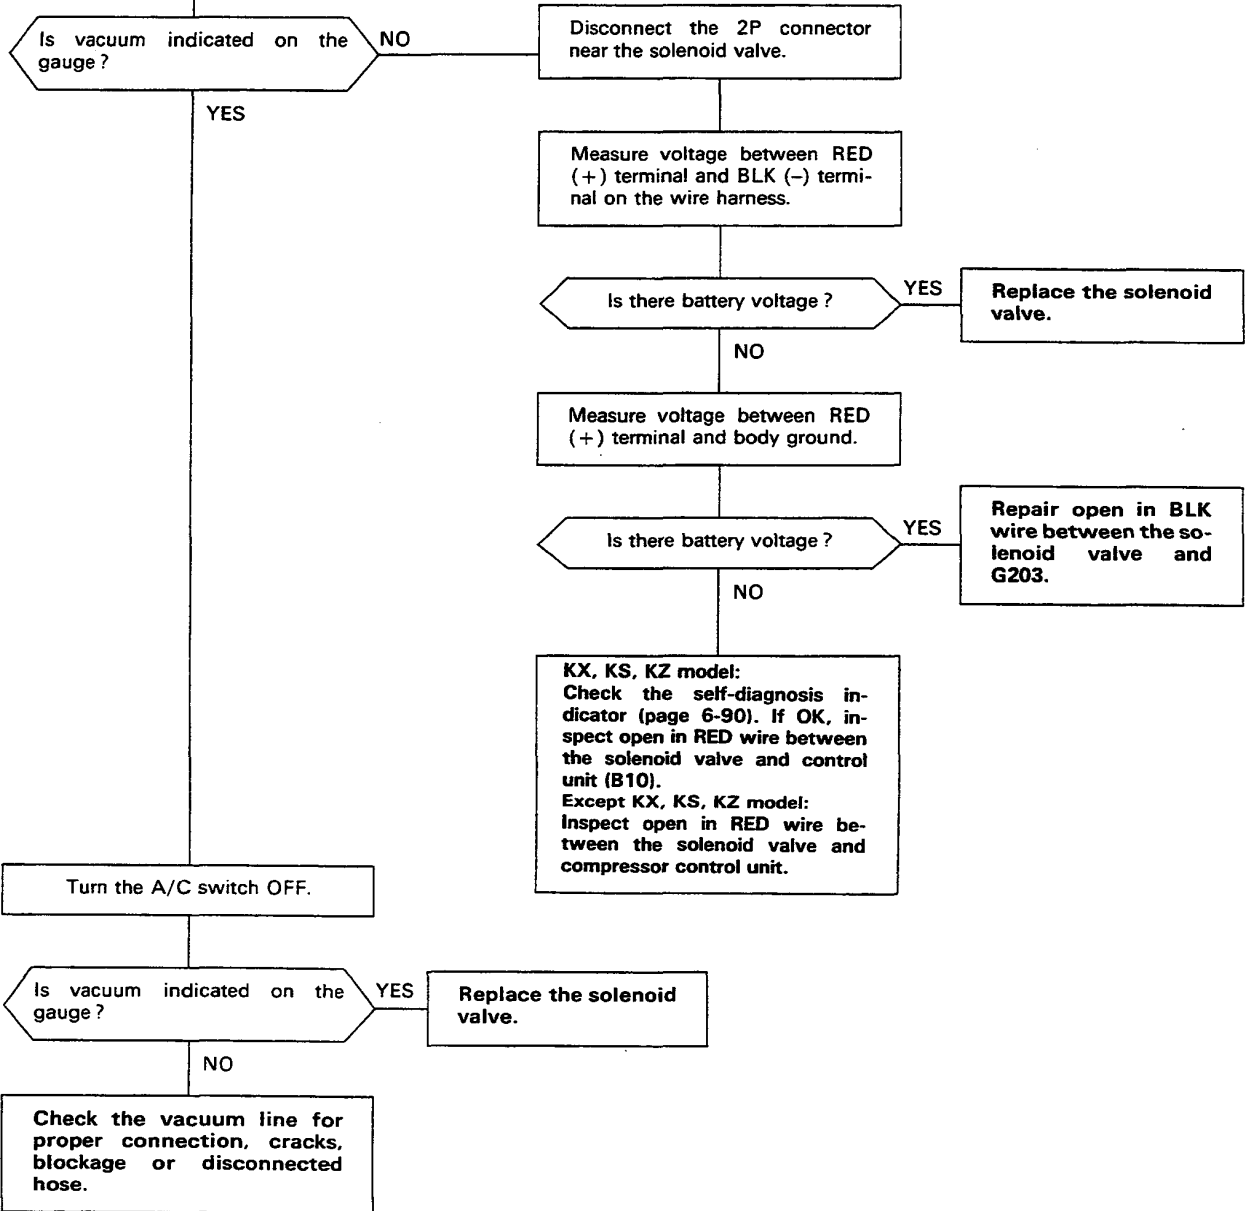 Is vacuum indicated on the
gauge?
NO
YES
Disconnect the 2P connector
near the solenoid valve.
Measure voltage between RED
(+) terminal and BLK (–) termi-
nal on the wire harness.
Is there battery voltage?
YES
Replace the solenoid
valve.
NO
Measure voltage between RED
(+) terminal and body ground.
Is there battery voltage?
YES
Repair open in BLK
wire between the so-
lenoid valve and
G203.
NO
KX, KS, KZ model:
Check the self-diagnosis in-
dicator (page 6-90). If OK, in-
spect open in RED wire between
the solenoid valve and control
unit (B10).
Except KX, KS, KZ model:
Inspect open in RED wire be-
tween the solenoid valve and
compressor control unit.
Turn the A/C switch OFF.
Is vacuum indicated on the
gauge?
YES
Replace the solenoid
valve.
NO
Check the vacuum line for
proper connection, cracks,
blockage or disconnected
hose.